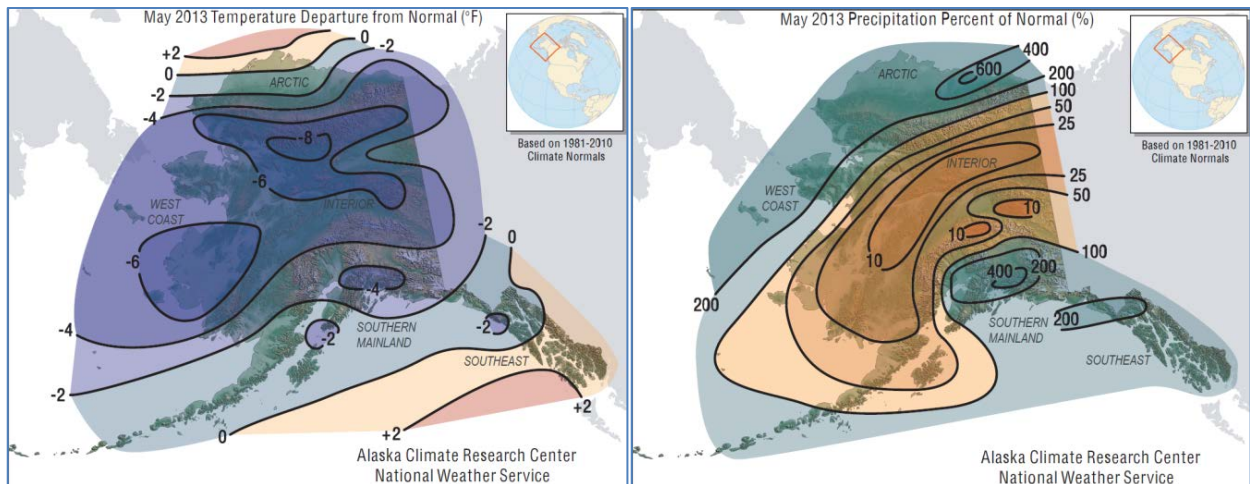 May 2013 Temperature Departure from Normal (°F)
+2
0
-2
0
-2
-4
ARCTIC
-8
-6
WEST
COAST
INTERIOR
-6
-2
0
-4
-2
-2
SOUTHERN
MAINLAND
SOUTHEAST
-4
-2
0
+2
+2
Based on 1981-2010
Climate Normals
Alaska Climate Research Center
National Weather Service
May 2013 Precipitation Percent of Normal (%)
400
600
200
100
50
25
ARCTIC
INTERIOR
25
50
WEST
COAST
10
10
10
100
400
200
200
200
SOUTHERN
MAINLAND
SOUTHEAST
Based on 1981-2010
Climate Normals
Alaska Climate Research Center
National Weather Service